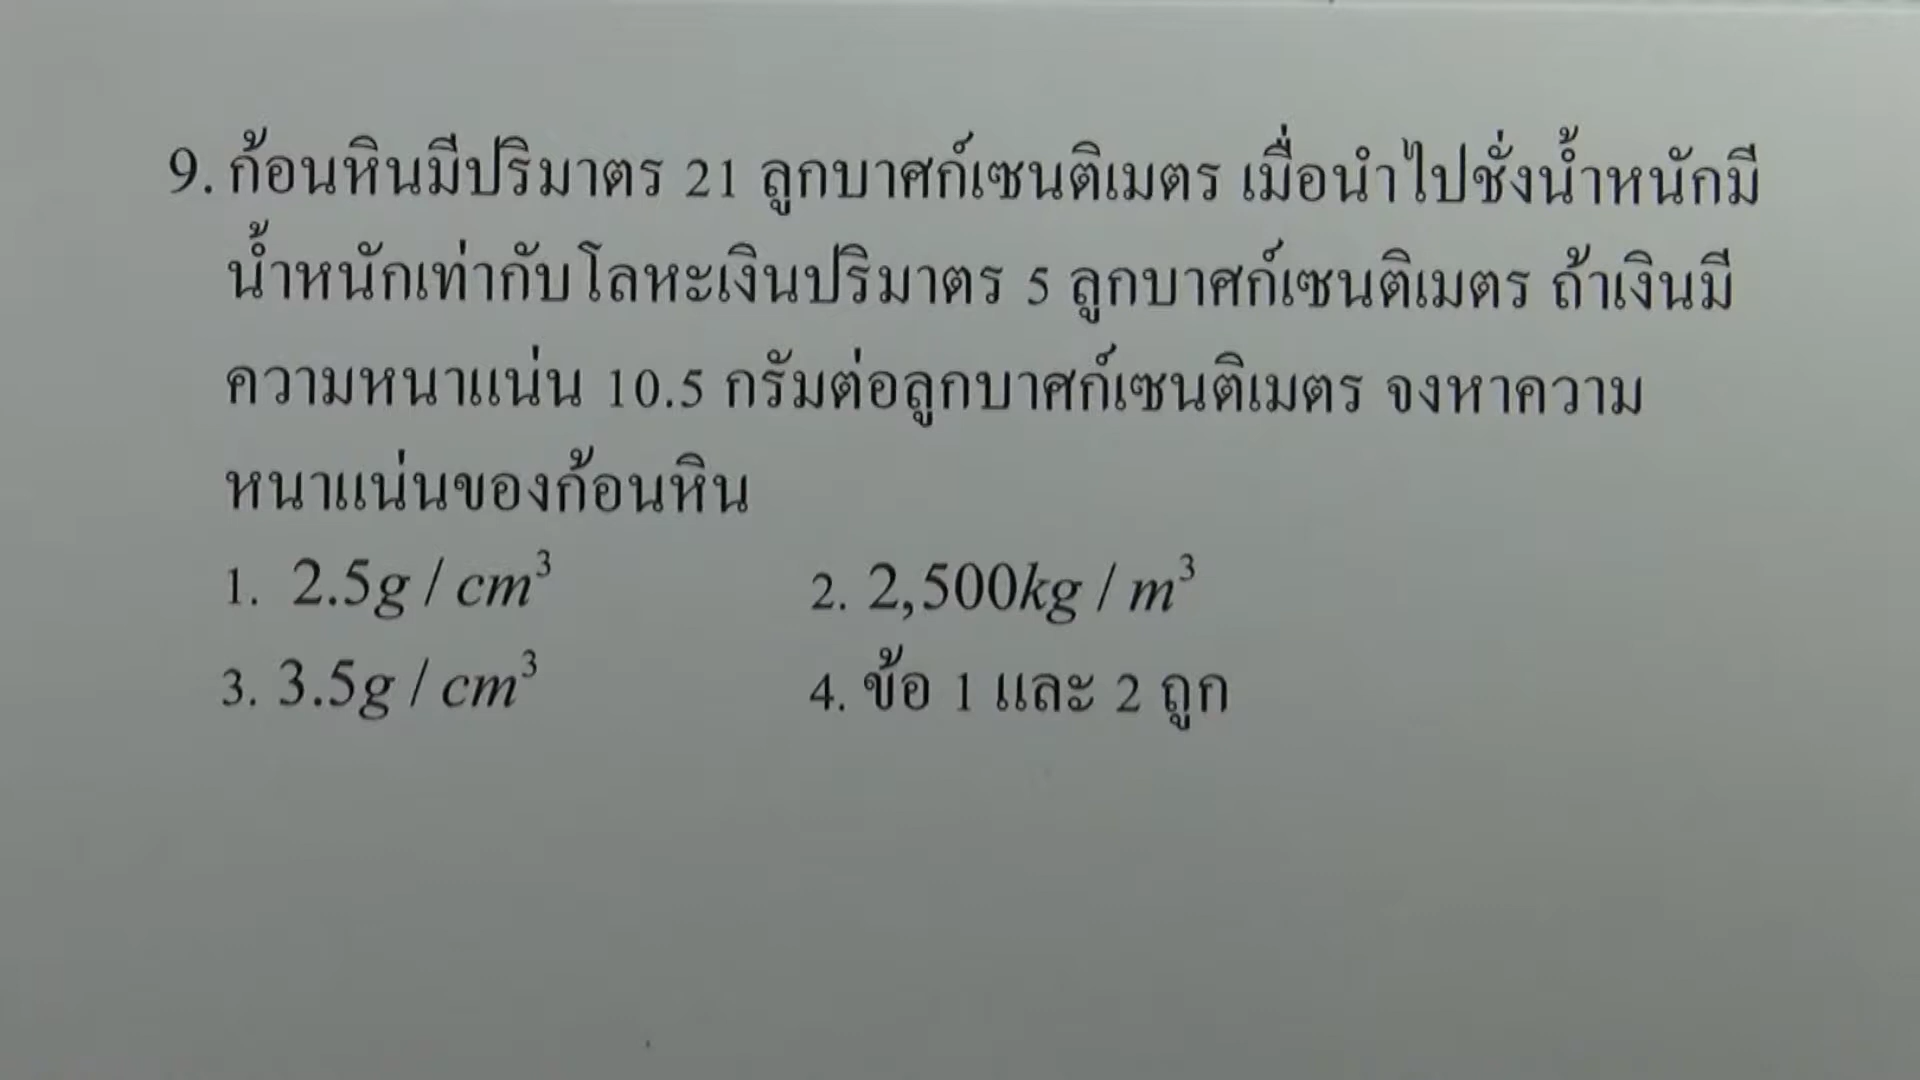 9. ก้อนหินมีปริมาตร 21 ลูกบาศก์เซนติเมตร เมื่อนำไปชั่งน้ำหนักมี
น้ำหนักเท่ากับโลหะเงินปริมาตร 5 ลูกบาศก์เซนติเมตร ถ้าเงินมี
ความหนาแน่น 10.5 กรัมต่อลูกบาศก์เซนติเมตร จงหาความ
หนาแน่นของก้อนหิน
1. 2.5g / cm³ 2. 2,500kg / m³
3. 3.5g / cm³ 4. ข้อ 1 และ 2 ถูก